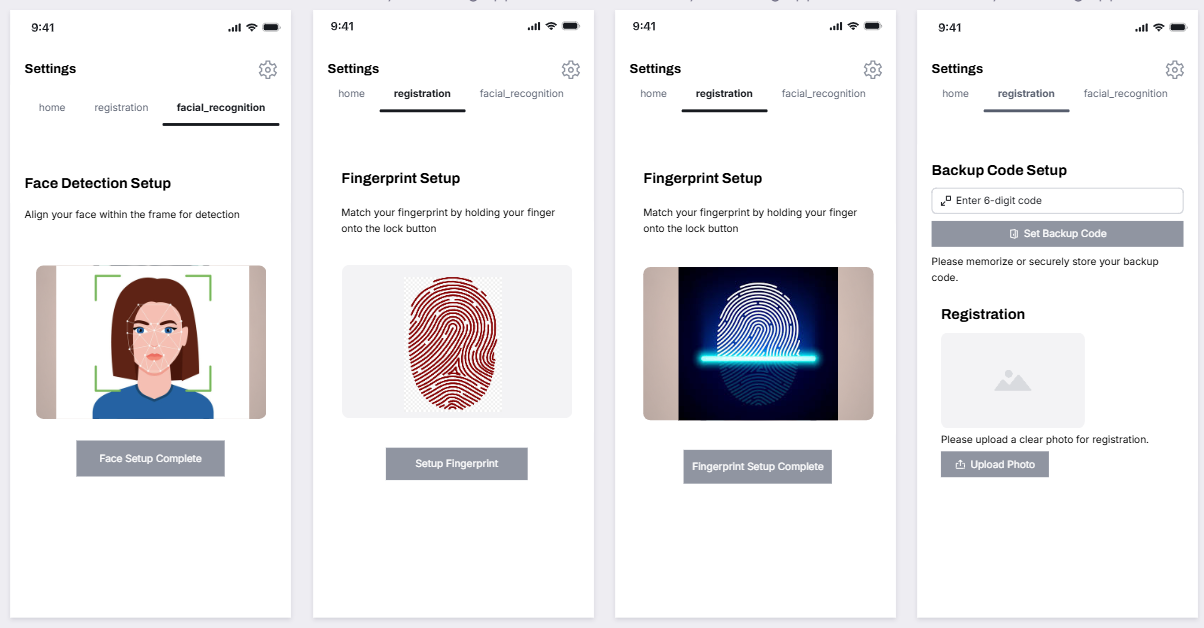 9:41
Settings
home registration facial_recognition
Face Detection Setup
Align your face within the frame for detection
Face Setup Complete
9:41
Settings
home registration facial_recognition
Fingerprint Setup
Match your fingerprint by holding your finger
onto the lock button
Setup Fingerprint
9:41
Settings
home registration facial_recognition
Fingerprint Setup
Match your fingerprint by holding your finger
onto the lock button
Fingerprint Setup Complete
9:41
Settings
home registration facial_recognition
Backup Code Setup
Enter 6-digit code
Set Backup Code
Please memorize or securely store your backup
code.
Registration
Please upload a clear photo for registration.
Upload Photo